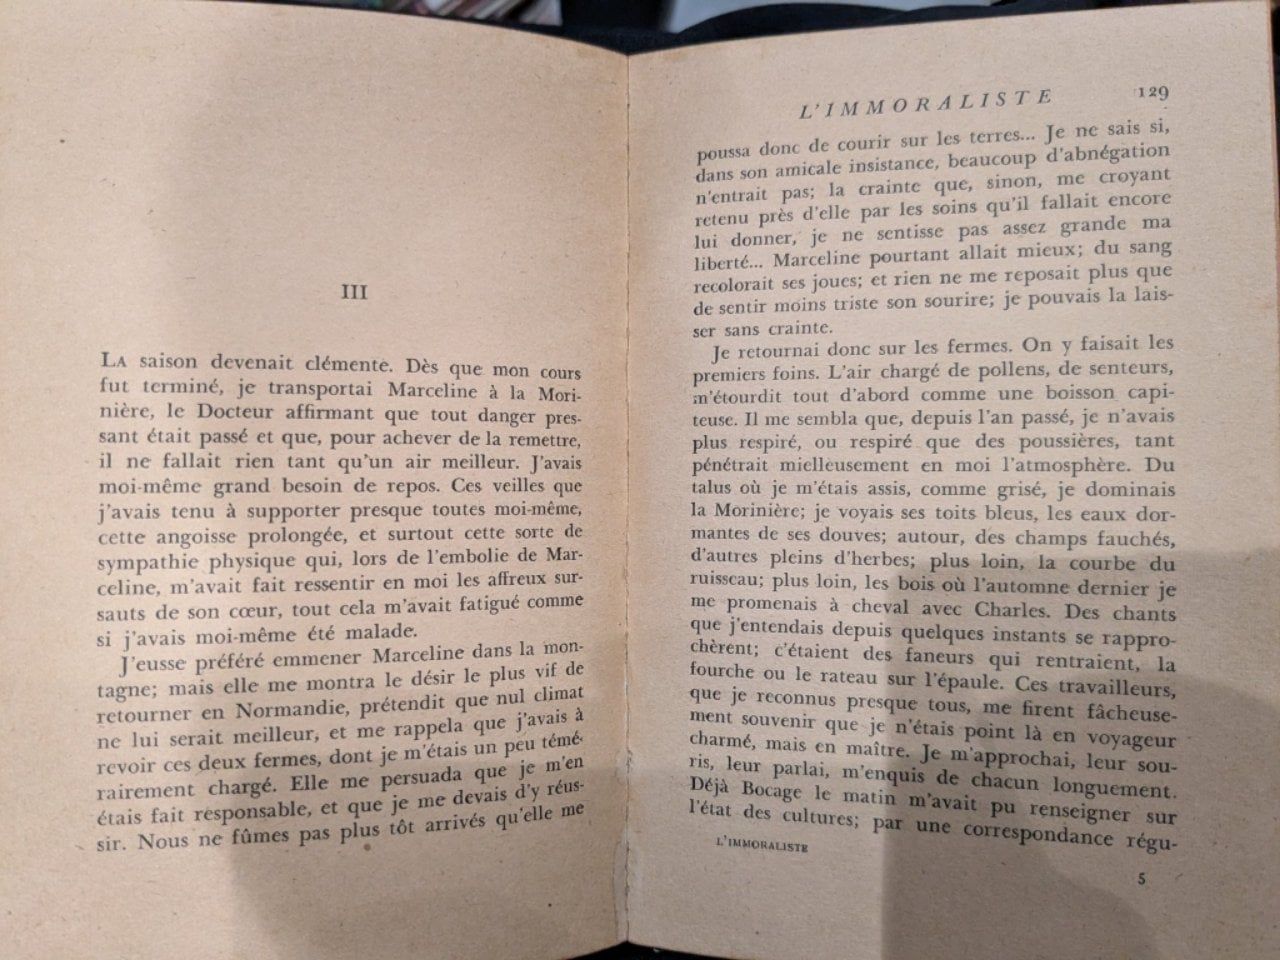 III
LA saison devenait clémente. Dès que mon cours
fut terminé, je transportai Marceline à la Mori-
nière, le Docteur affirmant que tout danger pres-
sant était passé et que, pour achever de la remettre,
il ne fallait rien tant qu'un air meilleur. J'avais
moi-même grand besoin de repos. Ces veilles que
j'avais tenu à supporter presque toutes moi-même,
cette angoisse prolongée, et surtout cette sorte de
sympathie physique qui, lors de l'embolie de Mar-
celine, m'avait fait ressentir en moi les affreux sur-
sauts de son cœur, tout cela m'avait fatigué comme
si j'avais moi-même été malade.
J'eusse préféré emmener Marceline dans la mon-
tagne; mais elle me montra le désir le plus vif de
retourner en Normandie, prétendit que nul climat
ne lui serait meilleur, et me rappela que j'avais à
revoir ces deux fermes, dont je m'étais un peu témé-
rairement chargé. Elle me persuada que je m'en
étais fait responsable, et que je me devais d'y réus-
sir. Nous ne fûmes pas plus tôt arrivés qu'elle me
L'IMMORALISTE 129
poussa donc de courir sur les terres... Je ne sais si,
dans son amicale insistance, beaucoup d'abnégation
n'entrait pas; la crainte que, sinon, me croyant
retenu près d'elle par les soins qu'il fallait encore
lui donner, je ne sentisse pas assez grande ma
liberté... Marceline pourtant allait mieux; du sang
recolorait ses joues; et rien ne me reposait plus que
de sentir moins triste son sourire; je pouvais la lais-
ser sans crainte.
Je retournai donc sur les fermes. On y faisait les
premiers foins. L'air chargé de pollens, de senteurs,
m'étourdit tout d'abord comme une boisson capi-
teuse. Il me sembla que, depuis l'an passé, je n'avais
plus respiré, ou respiré que des poussières, tant
pénétrait mielleusement en moi l'atmosphère. Du
talus où je m'étais assis, comme grisé, je dominais
la Morinière; je voyais ses toits bleus, les eaux dor-
mantes de ses douves; autour, des champs fauchés,
d'autres pleins d'herbes; plus loin, la courbe du
ruisseau; plus loin, les bois où l'automne dernier je
me promenais à cheval avec Charles. Des chants
que j'entendais depuis quelques instants se rappro-
chèrent; c'étaient des faneurs qui rentraient, la
fourche ou le rateau sur l'épaule. Ces travailleurs,
que je reconnus presque tous, me firent fâcheuse-
ment souvenir que je n'étais point là en voyageur
charmé, mais en maître. Je m'approchai, leur sou-
ris, leur parlai, m'enquis de chacun longuement.
Déjà Bocage le matin m'avait pu renseigner sur
l'état des cultures; par une correspondance régu-
L'IMMORALISTE
5